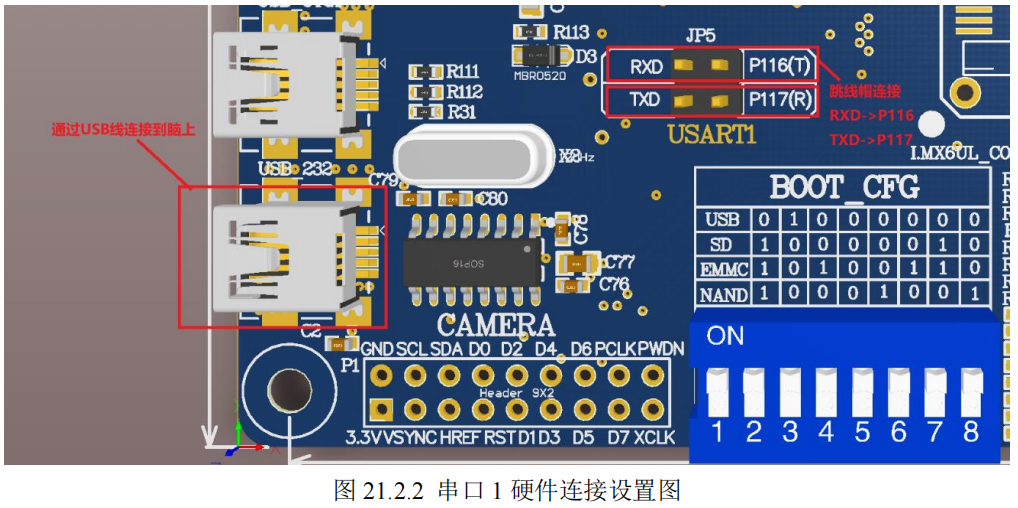 R113
D3
MBR0520
R111
R112
R31
JP5
RXD
P116(T)
TXD
P117(R)
USART1
跳线帽连接
RXD->P116
TXD->P117
通过USB线连接到脑上
USB_232
C79
C80
C78
C77
C76
SOP16
I.MX6UL_CO
BOOT_CFG
USB 0 1 0 0 0 0 0 0
SD 1 0 0 0 0 0 1 0
EMMC 1 0 1 0 0 1 1 0
NAND 1 0 0 0 1 0 0 1
ON
1 2 3 4 5 6 7 8
C2
P1
CAMERA
GND SCL SDA D0 D2 D4 D6 PCLK PWDN
Header 9X2
3.3V VSYNC HREF RST D1 D3 D5 D7 XCLK
图 21.2.2 串口 1 硬件连接设置图